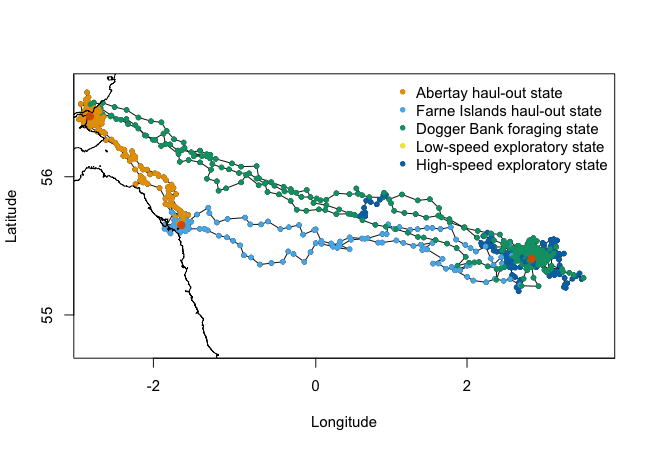 Abertay haul-out state
Farne Islands haul-out state
Dogger Bank foraging state
Low-speed exploratory state
High-speed exploratory state
Latitude
56
55
-2
0
2
Longitude